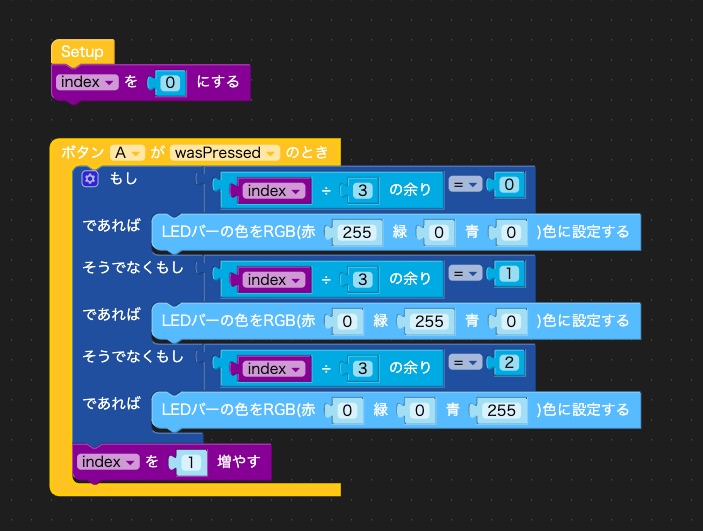 Setup
index を 0 にする
ボタン A が wasPressed のとき
もし index ÷ 3 の余り = 0
であれば LEDバーの色をRGB(赤 255 緑 0 青 0 )色に設定する
そうでなくもし index ÷ 3 の余り = 1
であれば LEDバーの色をRGB(赤 0 緑 255 青 0 )色に設定する
そうでなくもし index ÷ 3 の余り = 2
であれば LEDバーの色をRGB(赤 0 緑 0 青 255 )色に設定する
index を 1 増やす